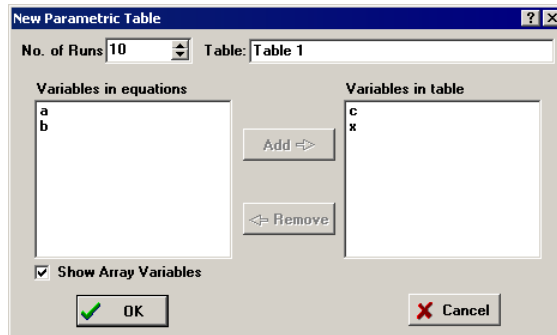 New Parametric Table
No. of Runs 10 Table: Table 1
Variables in equations
a
b
Add
Remove
Variables in table
c
x
Show Array Variables
OK
Cancel